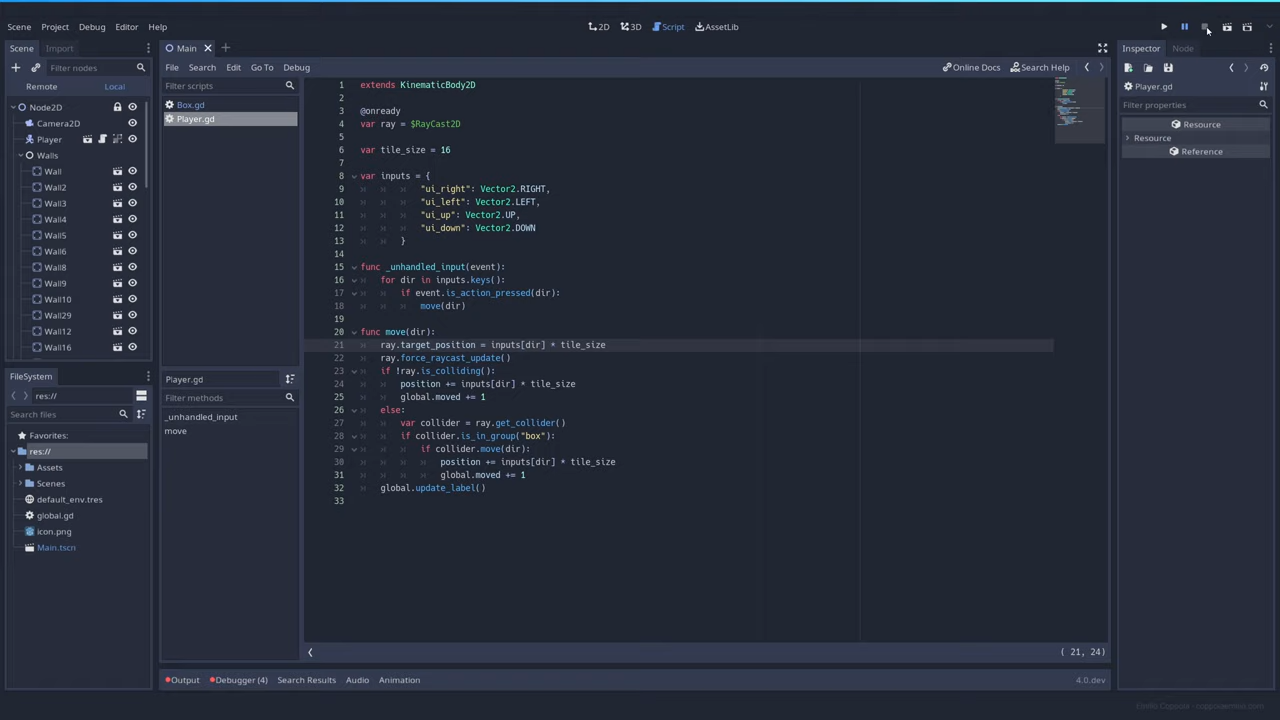 Scene Project Debug Editor Help 2D 3D Script AssetLib
Scene Import Main Inspector Node
Filter nodes File Search Edit Go To Debug Online Docs Search Help
Remote Local Filter scripts Player.gd
Node2D Box.gd Filter properties
Camera2D Player.gd Resource
Player Resource
Walls Reference
Wall
Wall2
Wall3
Wall4
Wall5
Wall6
Wall8
Wall9
Wall10
Wall29
Wall12
Wall16
1 extends KinematicBody2D
2
3 @onready
4 var ray = $RayCast2D
5
6 var tile_size = 16
7
8 var inputs = {
9 "ui_right": Vector2.RIGHT,
10 "ui_left": Vector2.LEFT,
11 "ui_up": Vector2.UP,
12 "ui_down": Vector2.DOWN
13 }
14
15 func _unhandled_input(event):
16 for dir in inputs.keys():
17 if event.is_action_pressed(dir):
18 move(dir)
19
20 func move(dir):
21 ray.target_position = inputs[dir] * tile_size
22 ray.force_raycast_update()
23 if !ray.is_colliding():
24 position += inputs[dir] * tile_size
25 global.moved += 1
26 else:
27 var collider = ray.get_collider()
28 if collider.is_in_group("box"):
29 if collider.move(dir):
30 position += inputs[dir] * tile_size
31 global.moved += 1
32 global.update_label()
33
FileSystem
res://
Search files
Favorites:
res://
Assets
Scenes
default_env.tres
global.gd
icon.png
Main.tscn
Player.gd
Filter methods
_unhandled_input
move
( 21, 24)
Output Debugger (4) Search Results Audio Animation 4.0.dev
Emilio Coppola - coppolaemilio.com